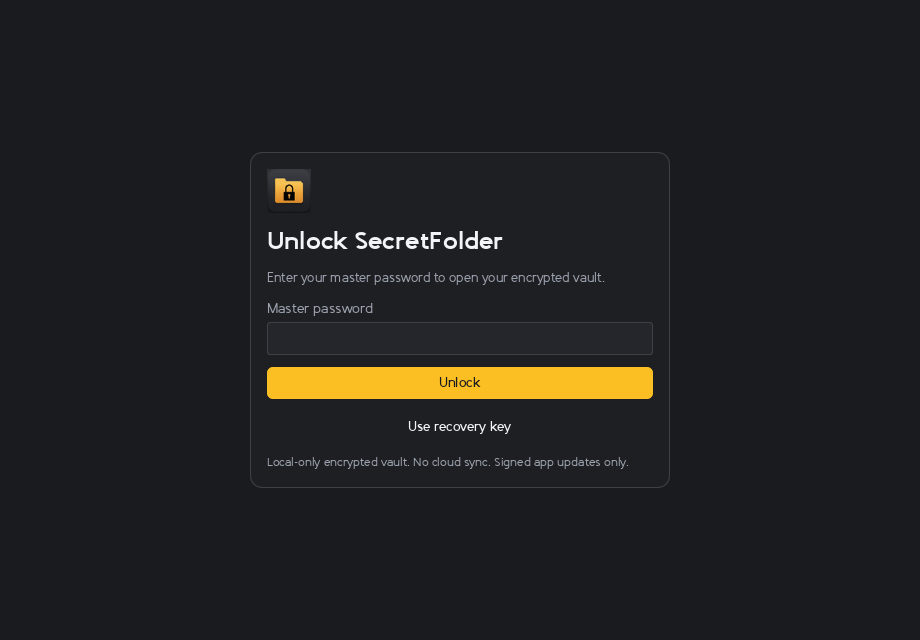 Unlock SecretFolder
Enter your master password to open your encrypted vault.
Master password
Unlock
Use recovery key
Local-only encrypted vault. No cloud sync. Signed app updates only.